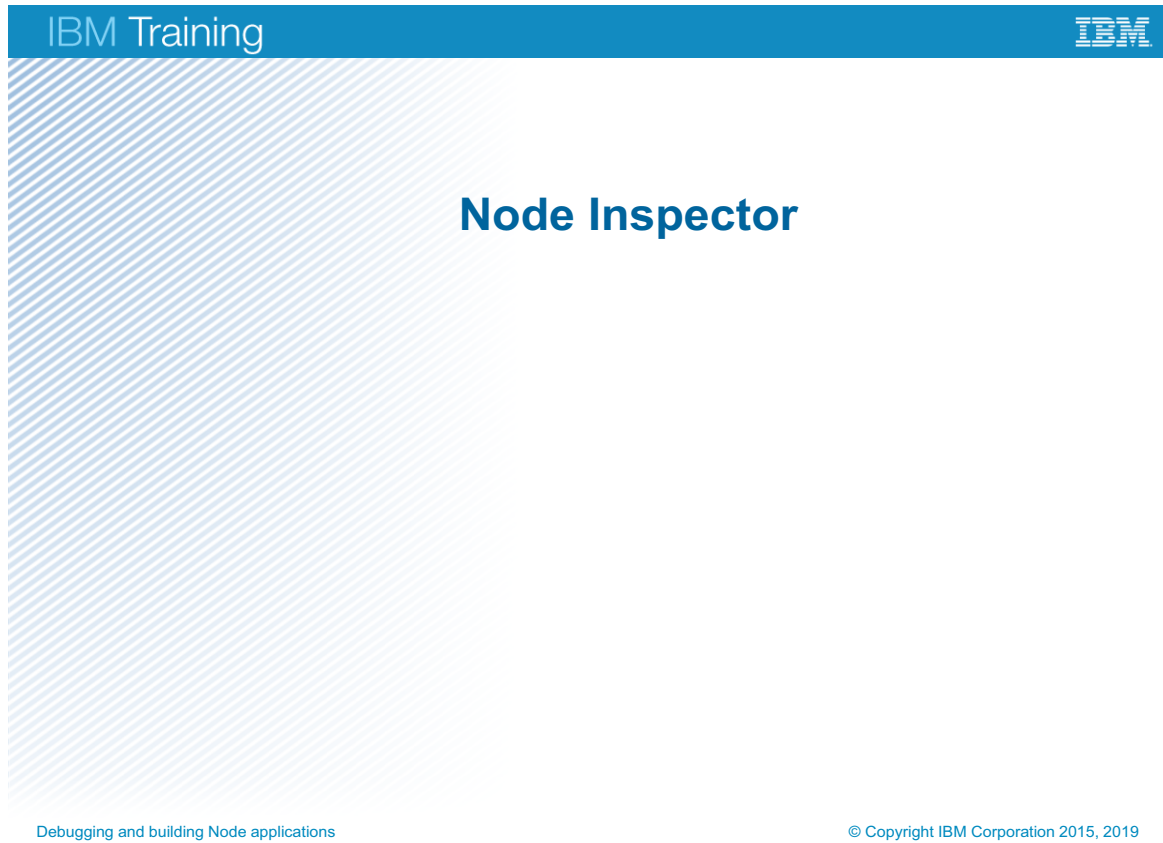 IBM Training
IBM
Node Inspector
Debugging and building Node applications
© Copyright IBM Corporation 2015, 2019